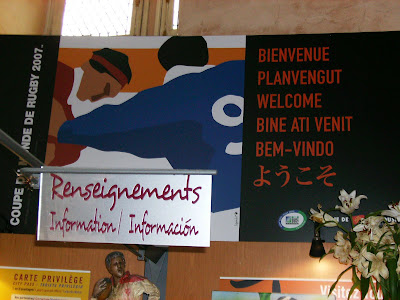 COUPE DU MONDE DE RUGBY 2007.
BIENVENUE
PLANVENGUT
WELCOME
BINE ATI VENIT
BEM-VINDO
ようこそ
Renseignements
Information / Información
CARTE PRIVILÈGE
Visitez